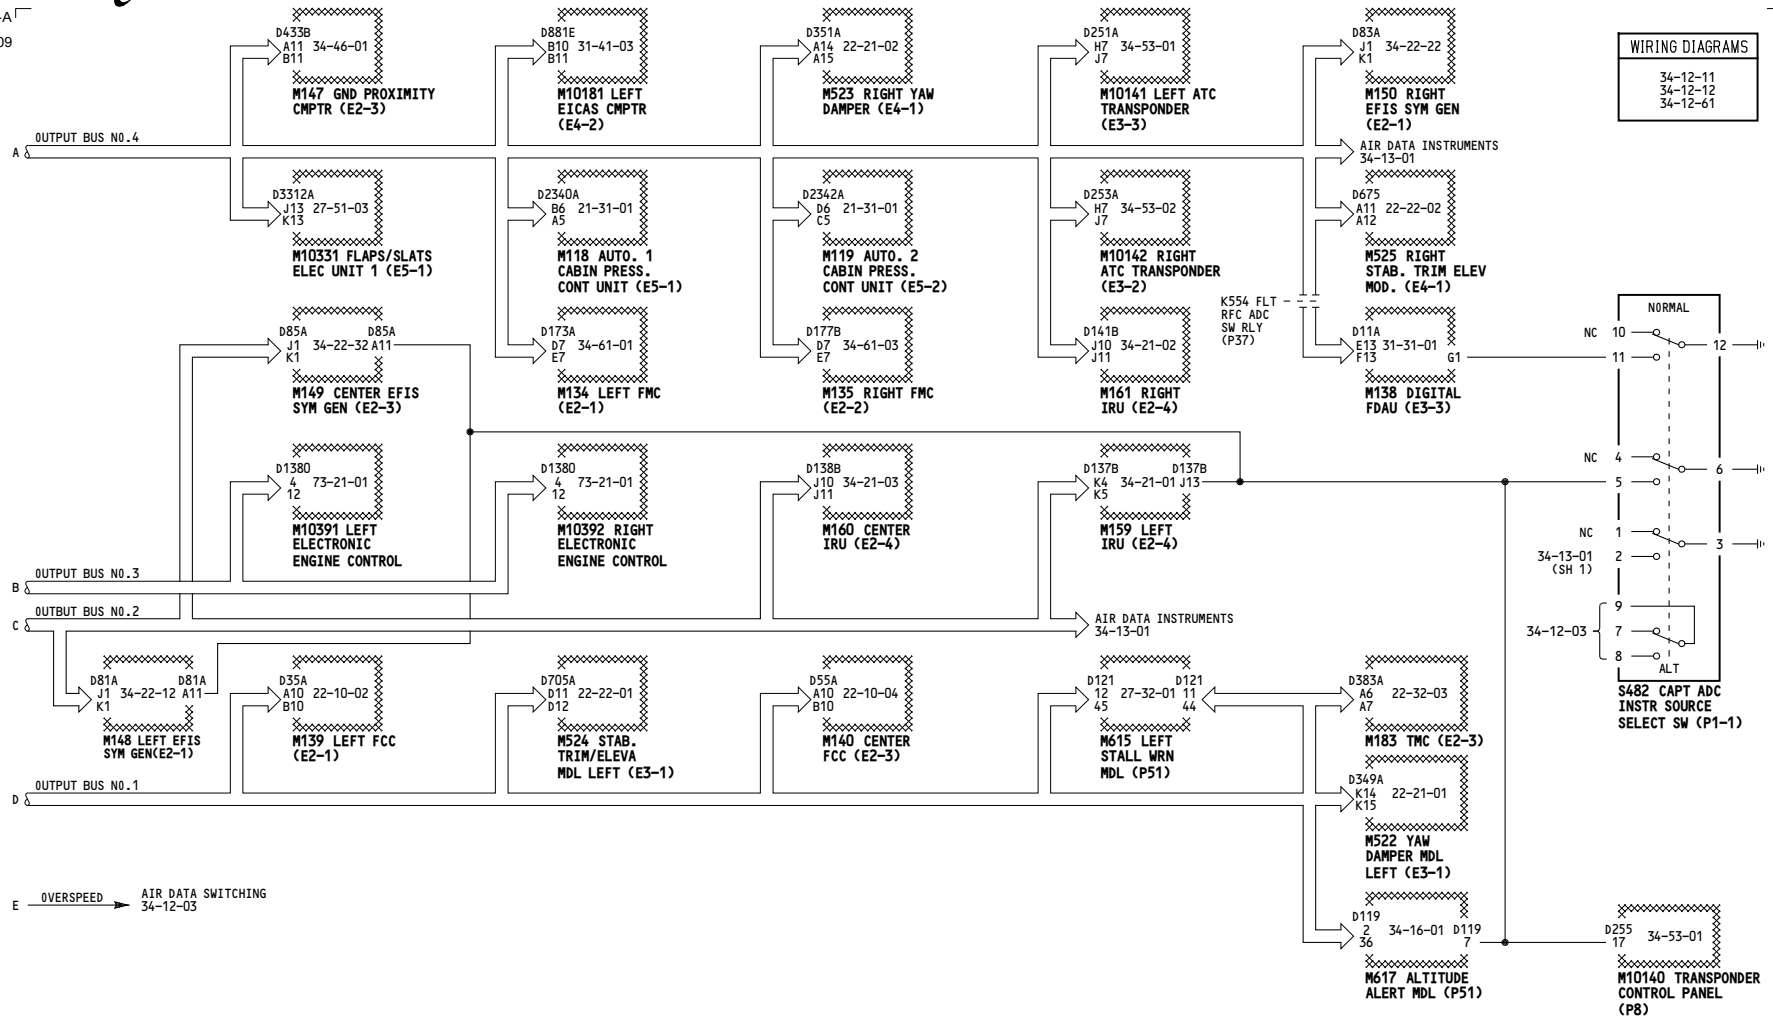 -A
09
D433B
A11 34-46-01
B11
M147 GND PROXIMITY
CMPTR (E2-3)
D881E
B10 31-41-03
B11
M10181 LEFT
EICAS CMPTR
(E4-2)
D351A
A14 22-21-02
A15
M523 RIGHT YAW
DAMPER (E4-1)
D251A
H7 34-53-01
J7
M10141 LEFT ATC
TRANSPONDER
(E3-3)
D83A
J1 34-22-22
K1
M150 RIGHT
EFIS SYM GEN
(E2-1)
WIRING DIAGRAMS
34-12-11
34-12-12
34-12-61
A OUTPUT BUS NO.4
AIR DATA INSTRUMENTS
34-13-01
D3312A
J13 27-51-03
K13
M10331 FLAPS/SLATS
ELEC UNIT 1 (E5-1)
D2340A
B6 21-31-01
A5
M118 AUTO. 1
CABIN PRESS.
CONT UNIT (E5-1)
D2342A
D6 21-31-01
C5
M119 AUTO. 2
CABIN PRESS.
CONT UNIT (E5-2)
D253A
H7 34-53-02
J7
M10142 RIGHT
ATC TRANSPONDER
(E3-2)
D675
A11 22-22-02
A12
M525 RIGHT
STAB. TRIM ELEV
MOD. (E4-1)
K554 FLT
RFC ADC
SW RLY
(P37)
D85A D85A
J1 34-22-32 A11
K1
M149 CENTER EFIS
SYM GEN (E2-3)
D173A
D7 34-61-01
E7
M134 LEFT FMC
(E2-1)
D177B
D7 34-61-03
E7
M135 RIGHT FMC
(E2-2)
D141B
J10 34-21-02
J11
M161 RIGHT
IRU (E2-4)
D11A
E13 31-31-01
F13 G1
M138 DIGITAL
FDAU (E3-3)
NORMAL
NC 10 12
11
NC 4 6
5
NC 1 3
34-13-01 2
(SH 1)
9
34-12-03 7
8
ALT
S482 CAPT ADC
INSTR SOURCE
SELECT SW (P1-1)
D1380
4 73-21-01
12
M10391 LEFT
ELECTRONIC
ENGINE CONTROL
D1380
4 73-21-01
12
M10392 RIGHT
ELECTRONIC
ENGINE CONTROL
D138B
J10 34-21-03
J11
M160 CENTER
IRU (E2-4)
D137B D137B
K4 34-21-01 J13
K5
M159 LEFT
IRU (E2-4)
B OUTPUT BUS NO.3
C OUTBUT BUS NO.2
AIR DATA INSTRUMENTS
34-13-01
D81A D81A
J1 34-22-12 A11
K1
M148 LEFT EFIS
SYM GEN(E2-1)
D35A
A10 22-10-02
B10
M139 LEFT FCC
(E2-1)
D705A
D11 22-22-01
D12
M524 STAB.
TRIM/ELEVA
MDL LEFT (E3-1)
D55A
A10 22-10-04
B10
M140 CENTER
FCC (E2-3)
D121 D121
12 27-32-01 11
45 44
M615 LEFT
STALL WRN
MDL (P51)
D383A
A6 22-32-03
A7
M183 TMC (E2-3)
D OUTPUT BUS NO.1
D349A
K14 22-21-01
K15
M522 YAW
DAMPER MDL
LEFT (E3-1)
E OVERSPEED AIR DATA SWITCHING
34-12-03
D119
2 34-16-01 D119
36 7
M617 ALTITUDE
ALERT MDL (P51)
D255
17 34-53-01
M10140 TRANSPONDER
CONTROL PANEL
(P8)